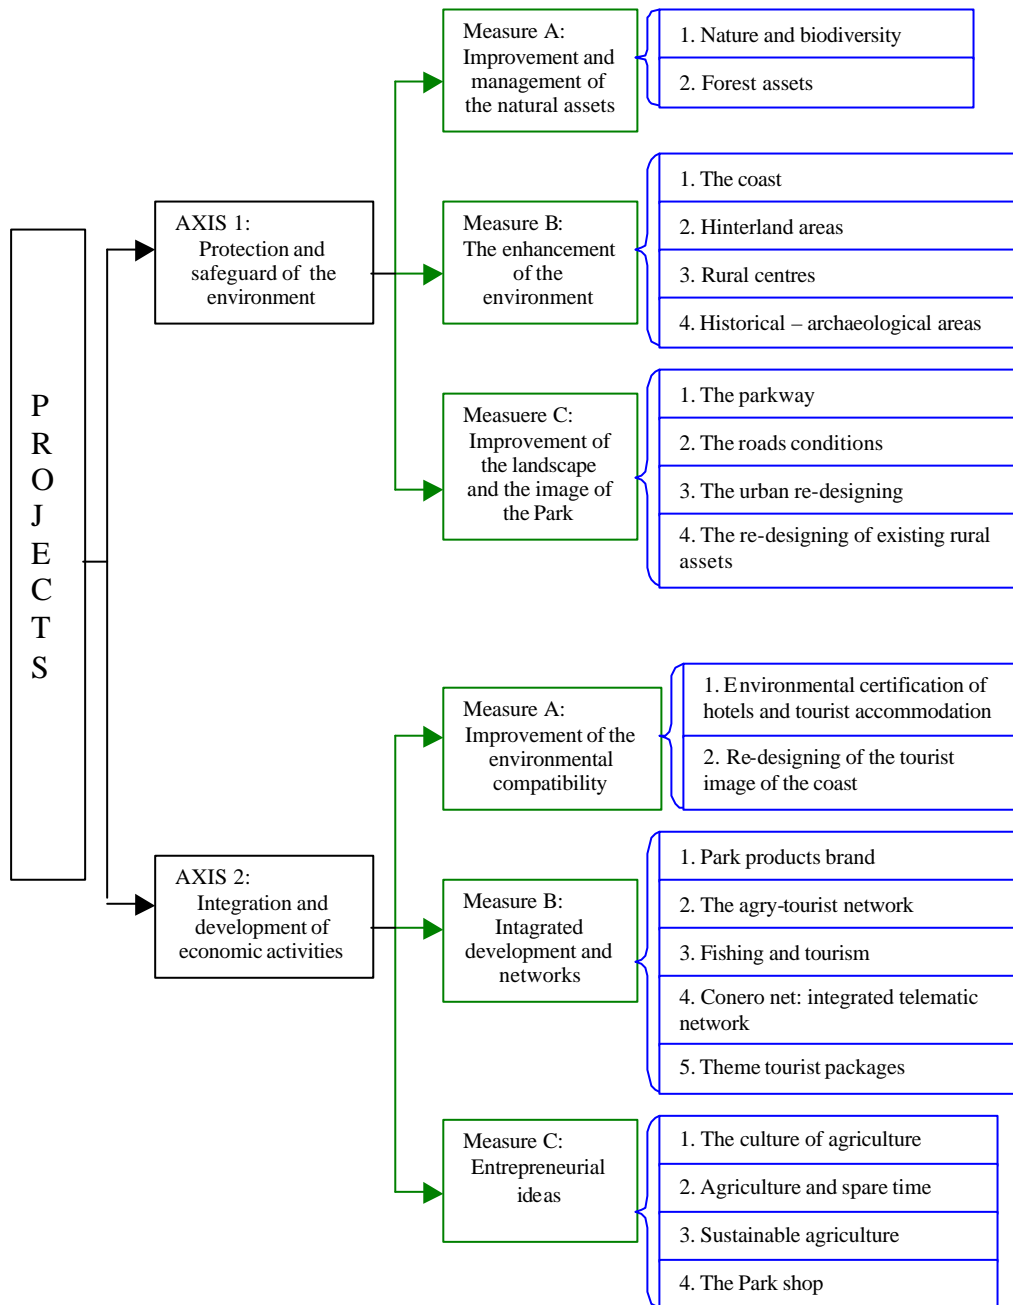 P
R
O
J
E
C
T
S
AXIS 1:
Protection and
safeguard of the
environment
Measure A:
Improvement and
management of
the natural assets
1. Nature and biodiversity
2. Forest assets
Measure B:
The enhancement
of the
environment
1. The coast
2. Hinterland areas
3. Rural centres
4. Historical – archaeological areas
Measuere C:
Improvement of
the landscape
and the image of
the Park
1. The parkway
2. The roads conditions
3. The urban re-designing
4. The re-designing of existing rural
assets
AXIS 2:
Integration and
development of
economic activities
Measure A:
Improvement of the
environmental
compatibility
1. Environmental certification of
hotels and tourist accommodation
2. Re-designing of the tourist
image of the coast
Measure B:
Intagrated
development and
networks
1. Park products brand
2. The agry-tourist network
3. Fishing and tourism
4. Conero net: integrated telematic
network
5. Theme tourist packages
Measure C:
Entrepreneurial
ideas
1. The culture of agriculture
2. Agriculture and spare time
3. Sustainable agriculture
4. The Park shop